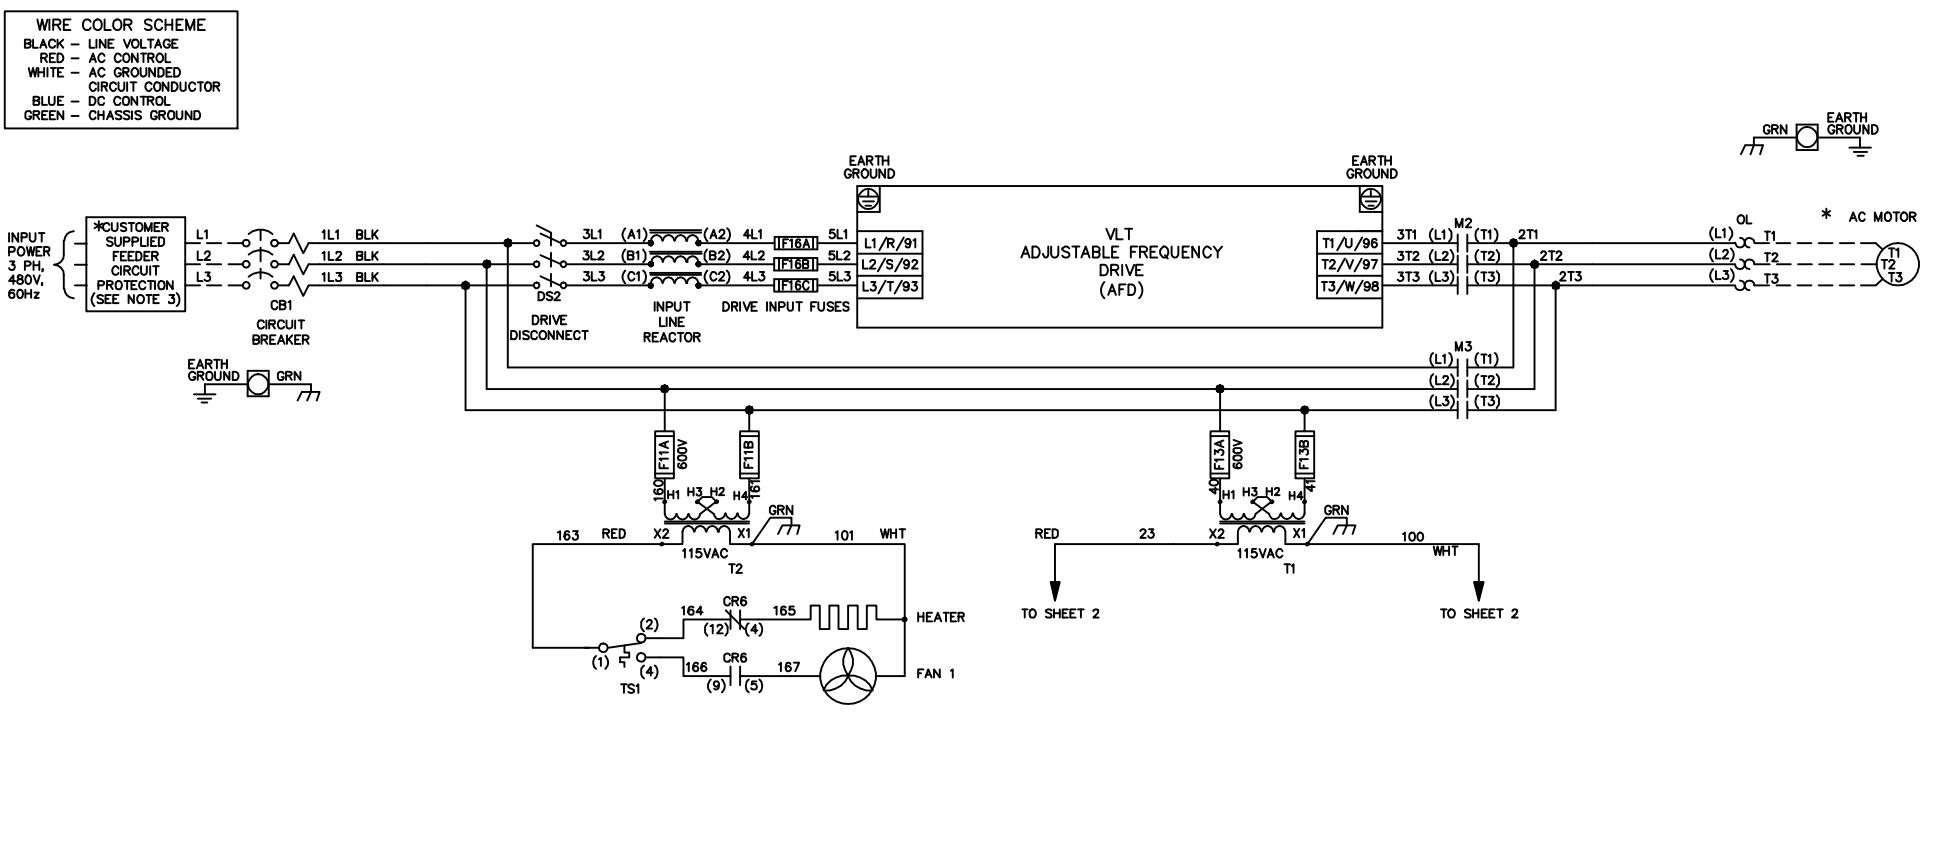 WIRE COLOR SCHEME
BLACK – LINE VOLTAGE
RED – AC CONTROL
WHITE – AC GROUNDED
CIRCUIT CONDUCTOR
BLUE – DC CONTROL
GREEN – CHASSIS GROUND
GRN
EARTH
GROUND
EARTH
GROUND
EARTH
GROUND
INPUT
POWER
3 PH,
480V,
60Hz
*CUSTOMER
SUPPLIED
FEEDER
CIRCUIT
PROTECTION
(SEE NOTE 3)
L1
L2
L3
CB1
CIRCUIT
BREAKER
1L1 BLK
1L2 BLK
1L3 BLK
DS2
DRIVE
DISCONNECT
3L1 (A1) (A2) 4L1 F16A 5L1
3L2 (B1) (B2) 4L2 F16B 5L2
3L3 (C1) (C2) 4L3 F16C 5L3
INPUT
LINE
REACTOR
DRIVE INPUT FUSES
L1/R/91
L2/S/92
L3/T/93
VLT
ADJUSTABLE FREQUENCY
DRIVE
(AFD)
T1/U/96
T2/V/97
T3/W/98
M2
3T1 (L1) (T1) 2T1
3T2 (L2) (T2) 2T2
3T3 (L3) (T3) 2T3
OL
(L1) T1
(L2) T2
(L3) T3
* AC MOTOR
T1
T2
T3
M3
(L1) (T1)
(L2) (T2)
(L3) (T3)
EARTH
GROUND
GRN
F11A
600V
F11B
160
161
H1 H3 H2 H4
GRN
163 RED X2 X1 101 WHT
115VAC
T2
F13A
600V
F13B
40
41
H1 H3 H2 H4
GRN
RED 23 X2 X1 100
WHT
115VAC
T1
TO SHEET 2
TO SHEET 2
CR6
164 165
(12) (4)
HEATER
(2)
(1)
(4)
TS1
CR6
166 167
(9) (5)
FAN 1